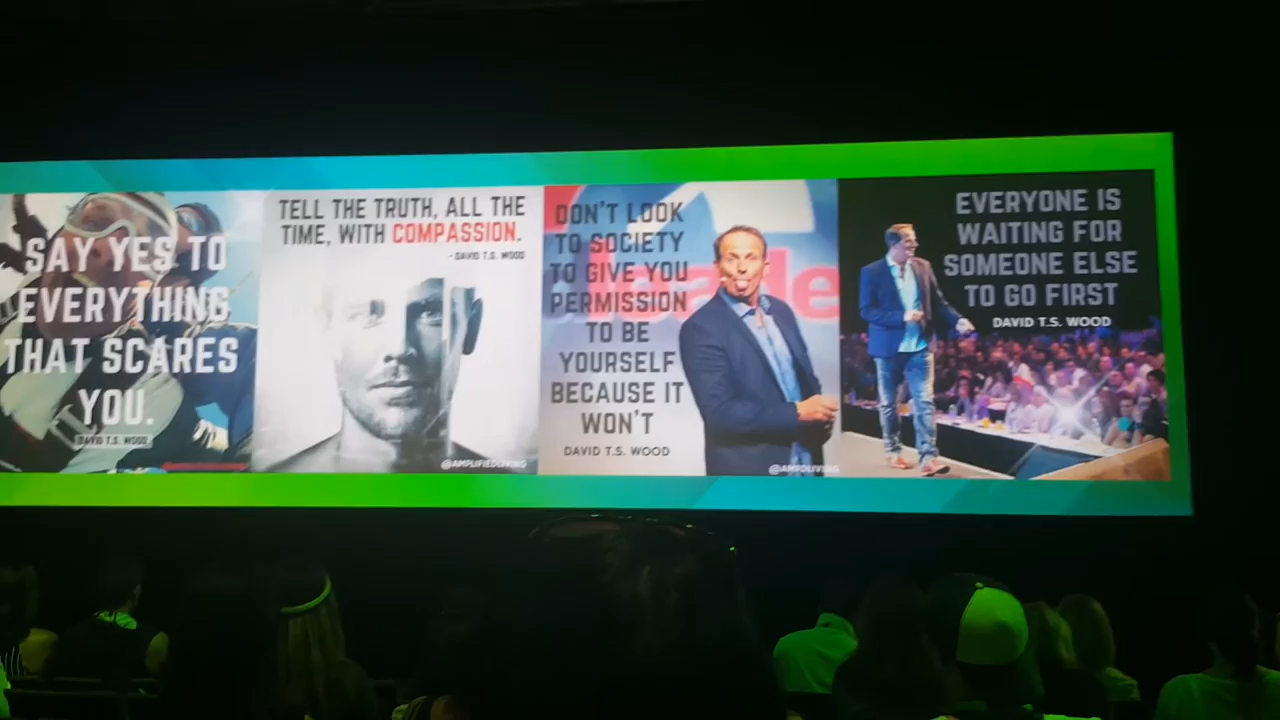 SAY YES TO
EVERYTHING
THAT SCARES
YOU.
DAVID T.S. WOOD
TELL THE TRUTH, ALL THE
TIME, WITH COMPASSION.
- DAVID T.S. WOOD
@AMPLIFIEDLIVING
DON'T LOOK
TO SOCIETY
TO GIVE YOU
PERMISSION
TO BE
YOURSELF
BECAUSE IT
WON'T
DAVID T.S. WOOD
@AMPDLIVING
EVERYONE IS
WAITING FOR
SOMEONE ELSE
TO GO FIRST
DAVID T.S. WOOD